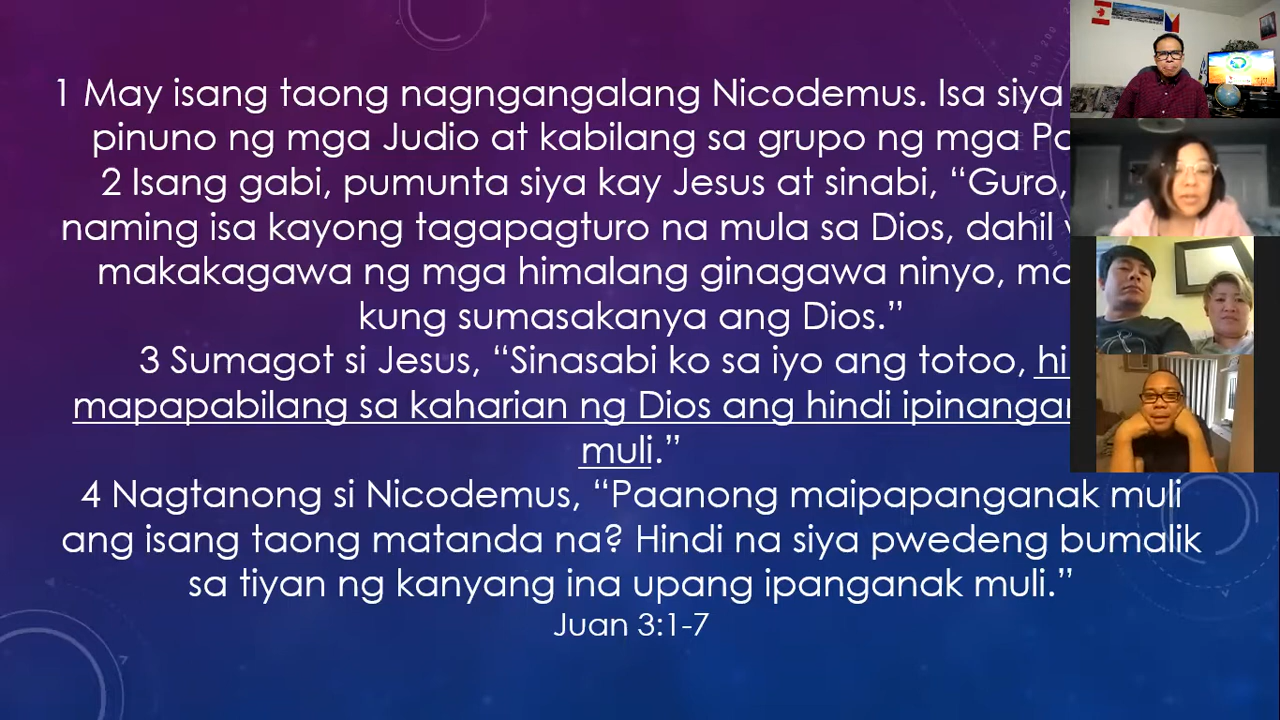 1 May isang taong nagngangalang Nicodemus. Isa siya
pinuno ng mga Judio at kabilang sa grupo ng mga
2 Isang gabi, pumunta siya kay Jesus at sinabi, “Guro,
naming isa kayong tagapagturo na mula sa Dios, dahil
makakagawa ng mga himalang ginagawa ninyo,
kung sumasakanya ang Dios.”
3 Sumagot si Jesus, “Sinasabi ko sa iyo ang totoo,
mapapabilang sa kaharian ng Dios ang hindi
muli.”
4 Nagtanong si Nicodemus, “Paanong maipapanganak muli
ang isang taong matanda na? Hindi na siya pwedeng bumalik
sa tiyan ng kanyang ina upang ipanganak muli.”
Juan 3:1-7